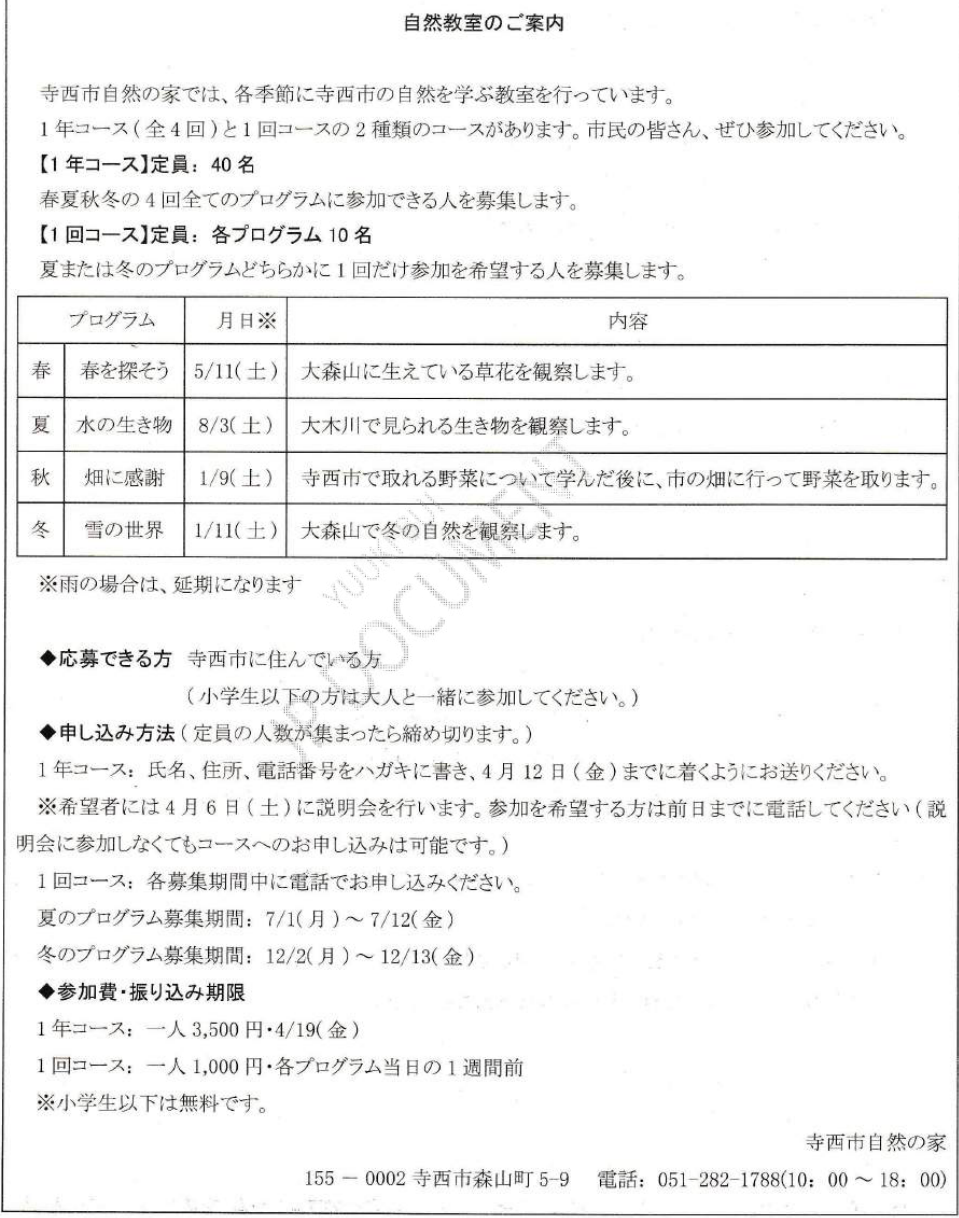 自然教室のご案内
寺西市自然の家では、各季節に寺西市の自然を学ぶ教室を行っています。
1年コース(全4回)と1回コースの2種類のコースがあります。市民の皆さん、ぜひ参加してください。
【1年コース】定員：40名
春夏秋冬の4回全てのプログラムに参加できる人を募集します。
【1回コース】定員：各プログラム10名
夏または冬のプログラムどちらかに1回だけ参加を希望する人を募集します。
プログラム 月日※ 内容
春 春を探そう 5/11(土) 大森山に生えている草花を観察します。
夏 水の生き物 8/3(土) 大木川で見られる生き物を観察します。
秋 畑に感謝 1/9(土) 寺西市で取れる野菜について学んだ後に、市の畑に行って野菜を取ります。
冬 雪の世界 1/11(土) 大森山で冬の自然を観察します。
※雨の場合は、延期になります
◆応募できる方 寺西市に住んでいる方
(小学生以下の方は大人と一緒に参加してください。)
◆申し込み方法(定員の人数が集まったら締め切ります。)
1年コース：氏名、住所、電話番号をハガキに書き、4月12日(金)までに着くようにお送りください。
※希望者には4月6日(土)に説明会を行います。参加を希望する方は前日までに電話してください(説
明会に参加しなくてもコースへのお申し込みは可能です。)
1回コース：各募集期間中に電話でお申し込みください。
夏のプログラム募集期間：7/1(月)～7/12(金)
冬のプログラム募集期間：12/2(月)～12/13(金)
◆参加費・振り込み期限
1年コース：一人3,500円・4/19(金)
1回コース：一人1,000円・各プログラム当日の1週間前
※小学生以下は無料です。
寺西市自然の家
155－0002 寺西市森山町5-9 電話：051-282-1788(10：00～18：00)
YUUKI BUI
JP DOCUMENT